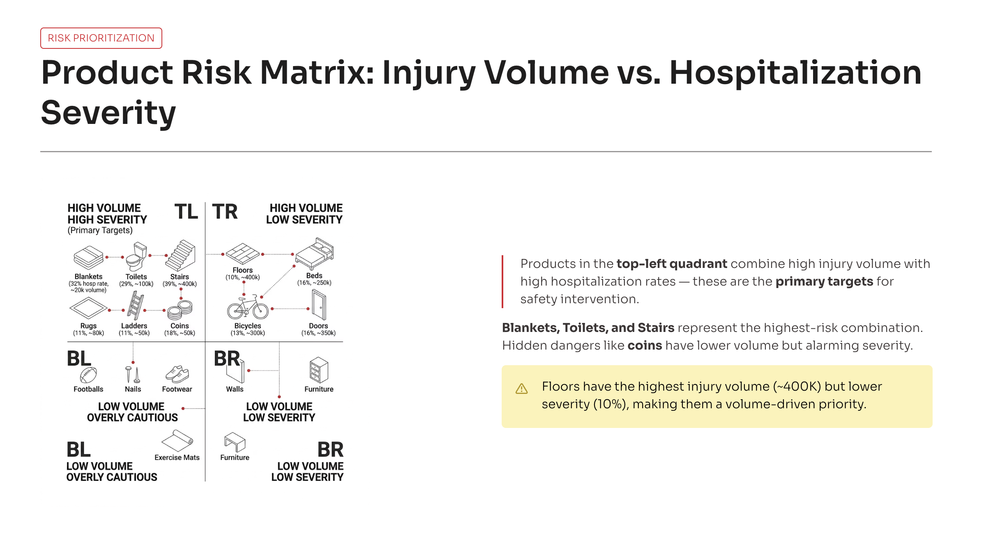 RISK PRIORITIZATION
Product Risk Matrix: Injury Volume vs. Hospitalization
Severity
HIGH VOLUME
HIGH SEVERITY
(Primary Targets)
TL
TR
HIGH VOLUME
LOW SEVERITY
Blankets
(32% hosp rate,
~20k volume)
Toilets
(29%, ~100k)
Stairs
(39%, ~400k)
Floors
(10%, ~400k)
Beds
(16%, ~250k)
Rugs
(11%, ~80k)
Ladders
(11%, ~50k)
Coins
(18%, ~50k)
Bicycles
(13%, ~300k)
Doors
(16%, ~350k)
BL
BR
Footballs
Nails
Footwear
Walls
Furniture
LOW VOLUME
OVERLY CAUTIOUS
LOW VOLUME
LOW SEVERITY
Exercise Mats
Furniture
BL
LOW VOLUME
OVERLY CAUTIOUS
BR
LOW VOLUME
LOW SEVERITY
Products in the top-left quadrant combine high injury volume with
high hospitalization rates — these are the primary targets for
safety intervention.
Blankets, Toilets, and Stairs represent the highest-risk combination.
Hidden dangers like coins have lower volume but alarming severity.
Floors have the highest injury volume (~400K) but lower
severity (10%), making them a volume-driven priority.